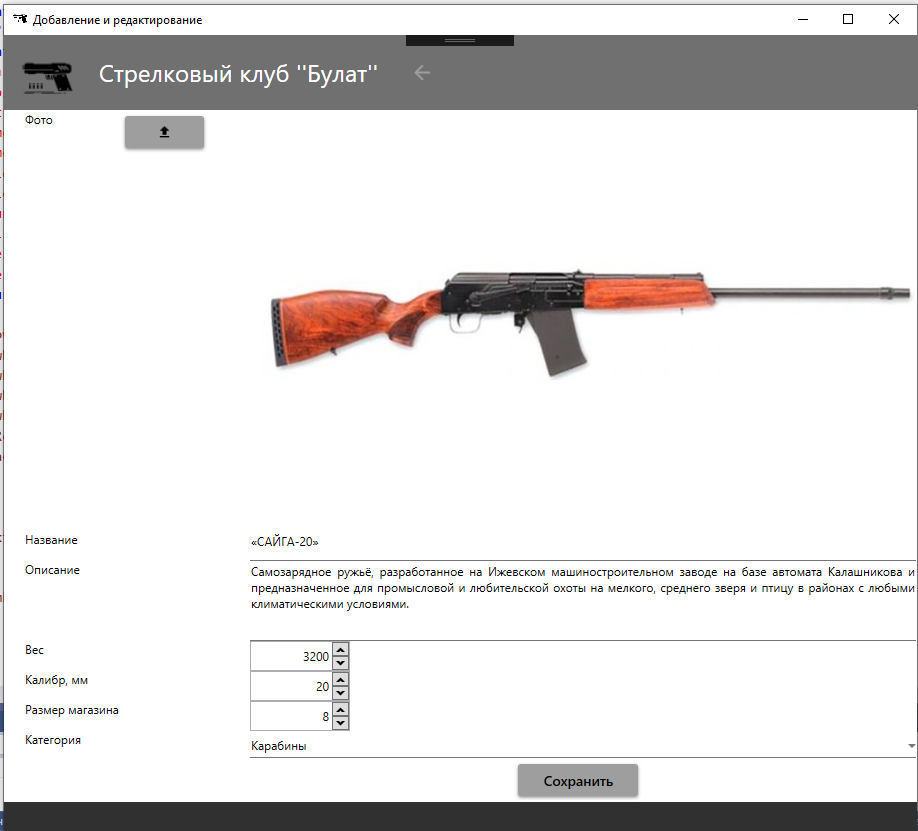 Добавление и редактирование
Стрелковый клуб "Булат"
Фото
Название
«САЙГА-20»
Описание
Самозарядное ружьё, разработанное на Ижевском машиностроительном заводе на базе автомата Калашникова и
предназначенное для промысловой и любительской охоты на мелкого, среднего зверя и птицу в районах с любыми
климатическими условиями.
Вес
3200
Калибр, мм
20
Размер магазина
8
Категория
Карабины
Сохранить